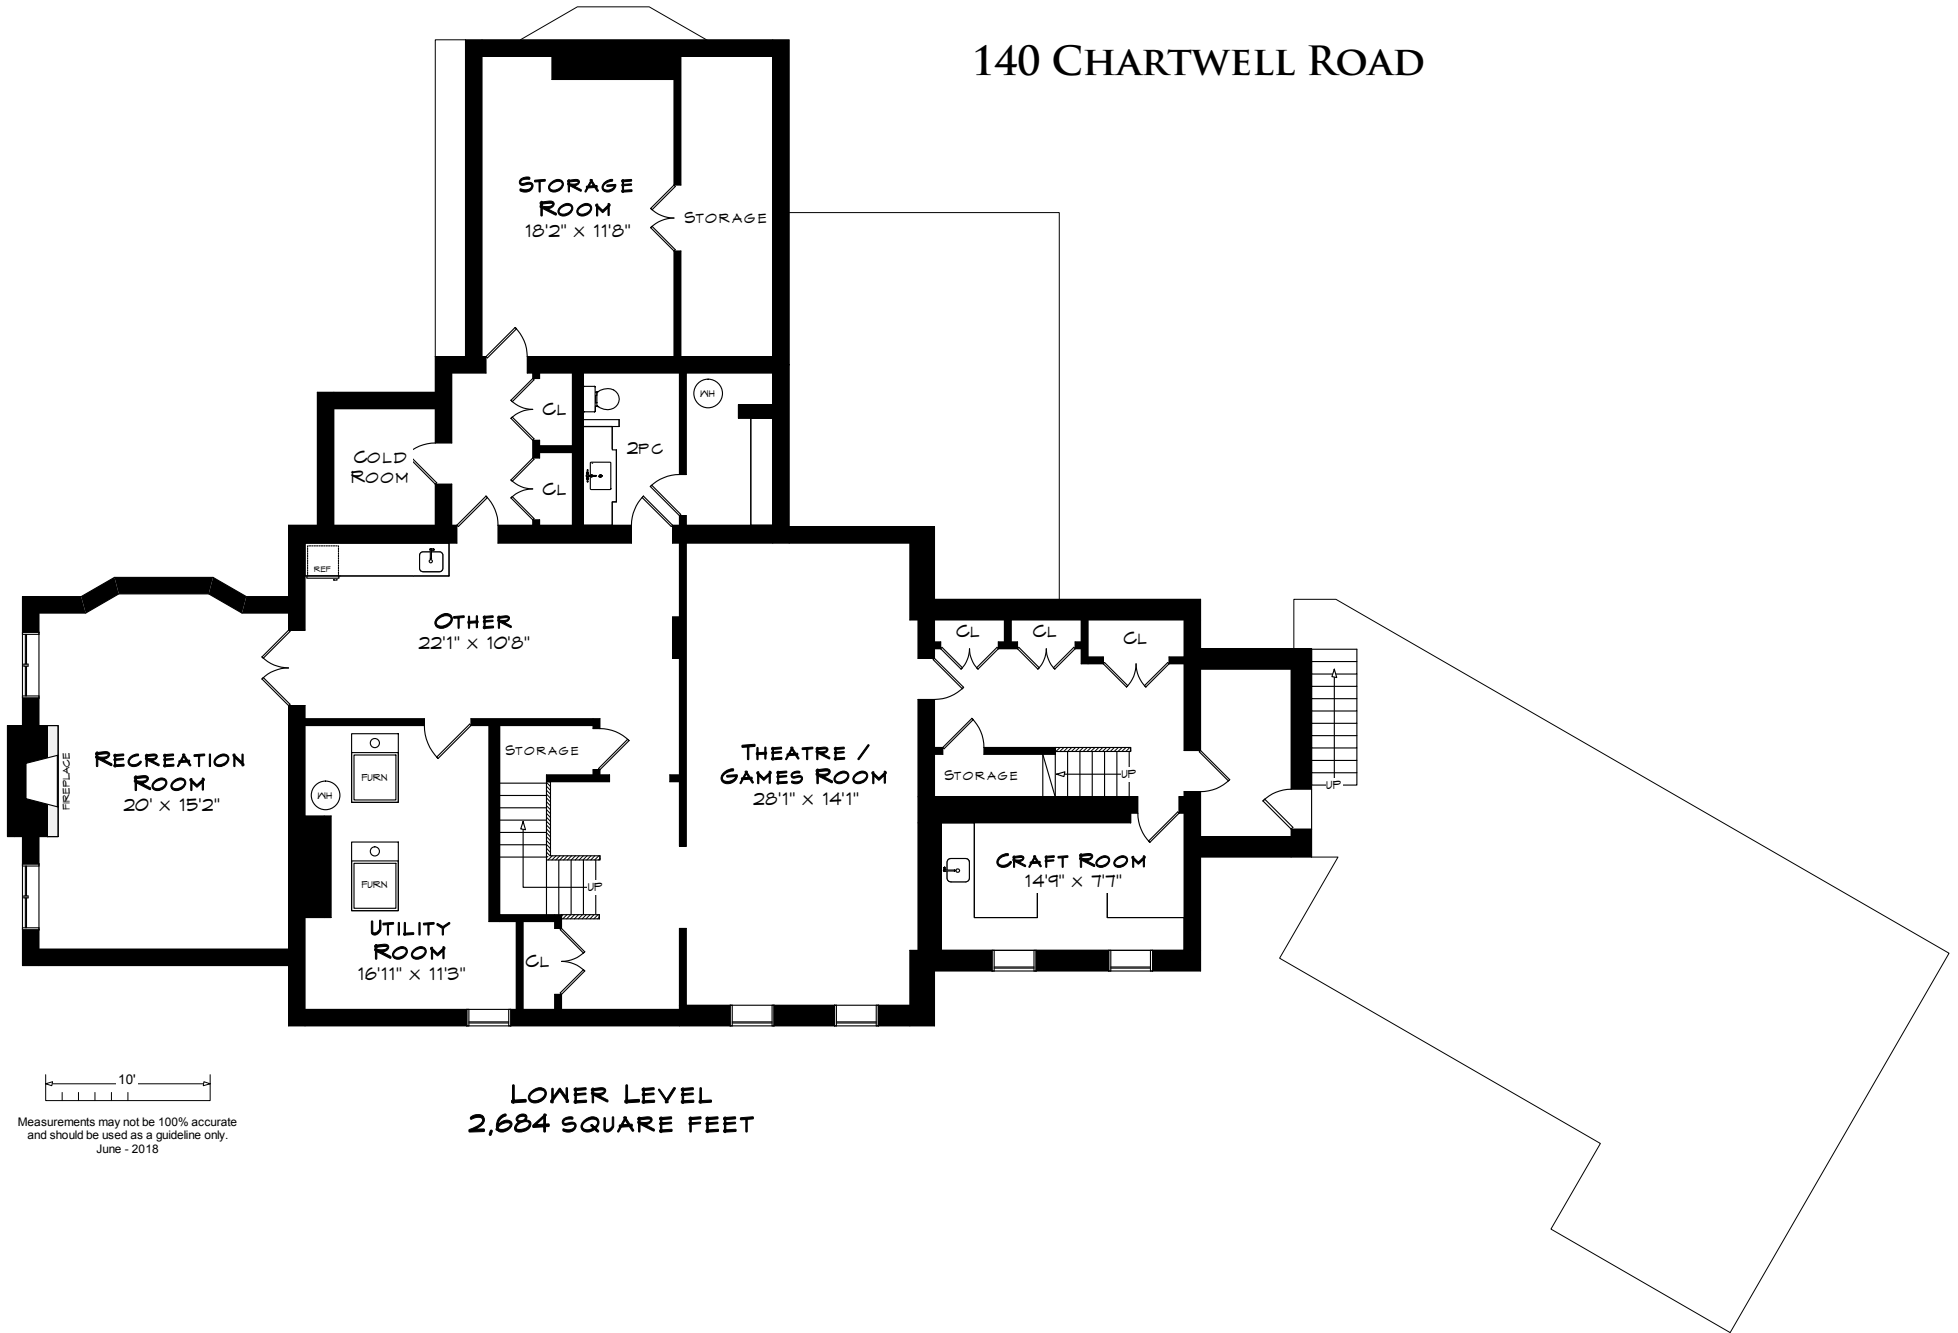 140 CHARTWELL ROAD
STORAGE
ROOM
18'2" x 11'8"
STORAGE
CL
WH
2PC
COLD
ROOM
CL
REF
OTHER
22'1" x 10'8"
CL
CL
CL
RECREATION
ROOM
20' x 15'2"
FIREPLACE
STORAGE
FURN
WH
THEATRE /
GAMES ROOM
28'1" x 14'1"
STORAGE
UP
UP
FURN
UP
CRAFT ROOM
14'9" x 7'7"
UTILITY
ROOM
16'11" x 11'3"
CL
10'
Measurements may not be 100% accurate
and should be used as a guideline only.
June - 2018
LOWER LEVEL
2,684 SQUARE FEET